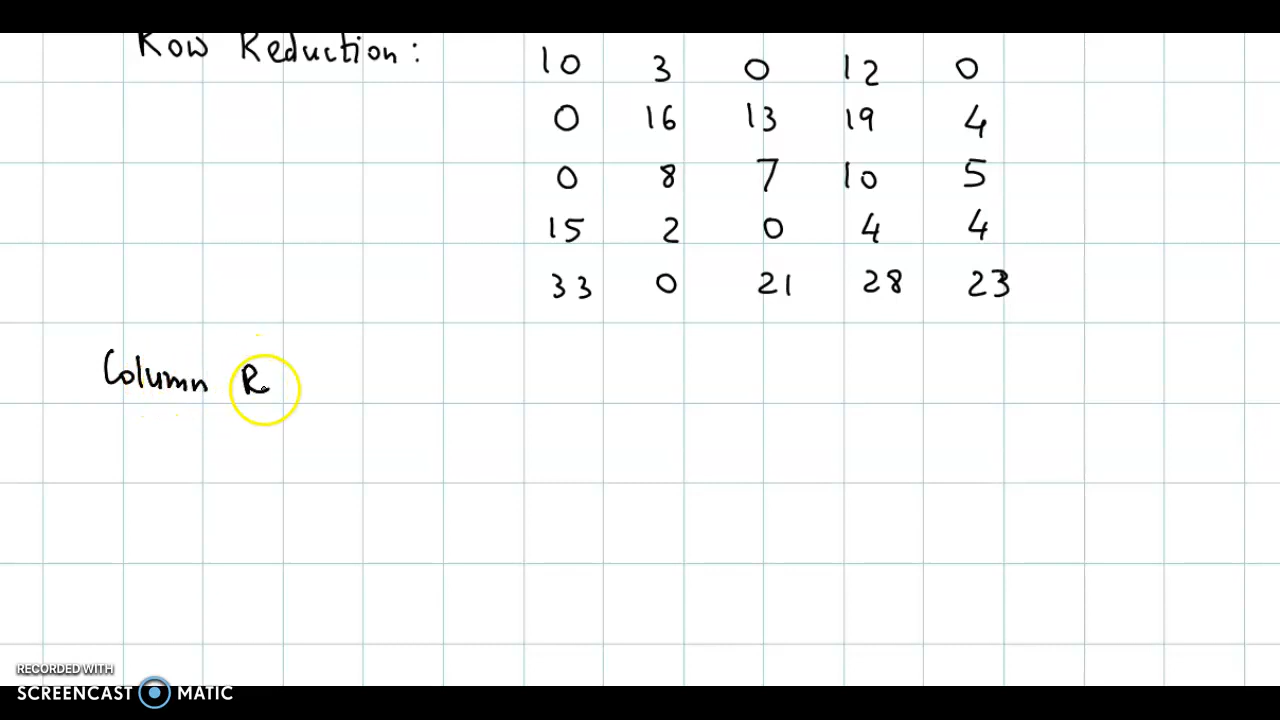 Row Reduction:
10 3 0 12 0
0 16 13 19 4
0 8 7 10 5
15 2 0 4 4
33 0 21 28 23
Column R
RECORDED WITH
SCREENCAST MATIC